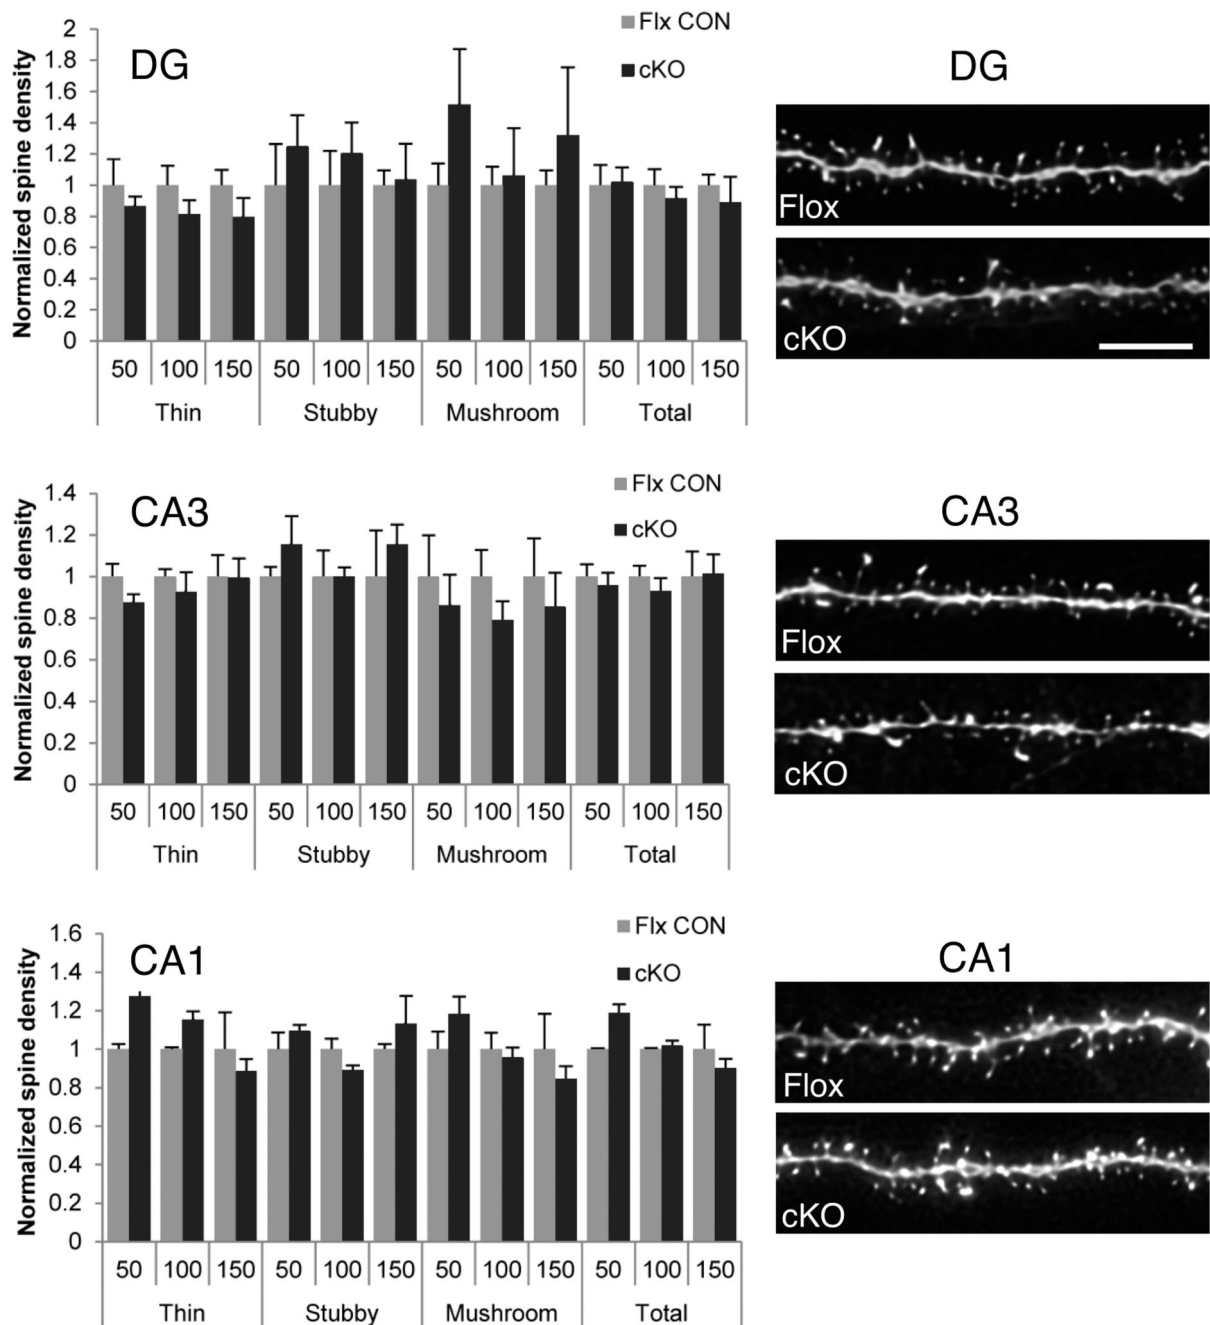 Flx CON
cKO
DG
Normalized spine density
2
1.8
1.6
1.4
1.2
1
0.8
0.6
0.4
0.2
0
50 100 150 50 100 150 50 100 150 50 100 150
Thin Stubby Mushroom Total
DG
Flox
cKO
Flx CON
cKO
CA3
Normalized spine density
1.4
1.2
1
0.8
0.6
0.4
0.2
0
50 100 150 50 100 150 50 100 150 50 100 150
Thin Stubby Mushroom Total
CA3
Flox
cKO
Flx CON
cKO
CA1
Normalized spine density
1.6
1.4
1.2
1
0.8
0.6
0.4
0.2
0
50 100 150 50 100 150 50 100 150 50 100 150
Thin Stubby Mushroom Total
CA1
Flox
cKO